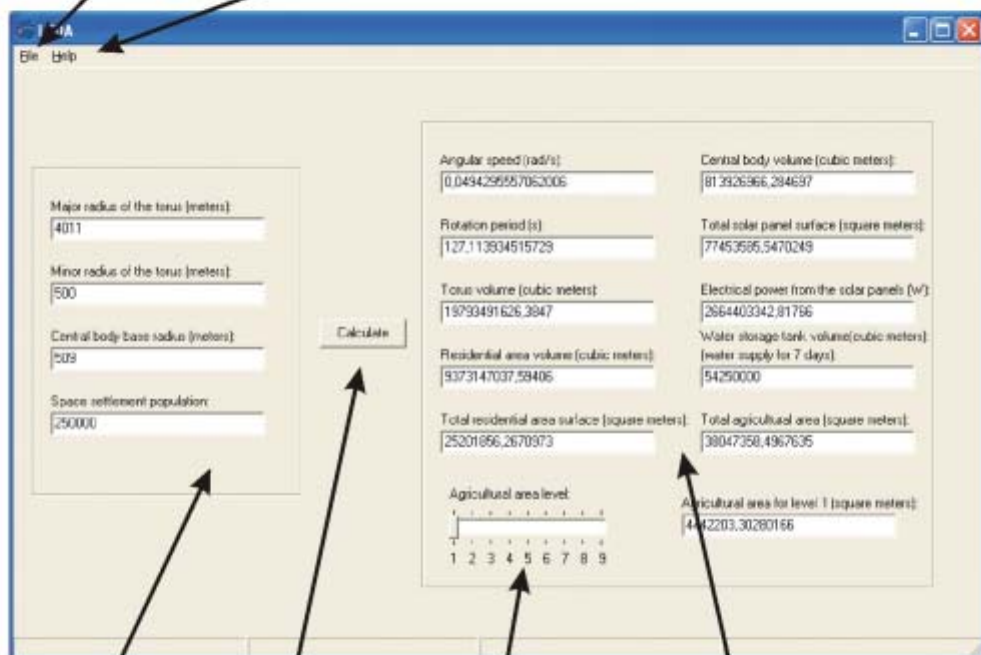 File Help
Major radius of the torus (meters):
4011
Minor radius of the torus (meters):
500
Central body base radius (meters):
509
Space settlement population:
250000
Calculate
Angular speed (rad/s):
0,0494295557062006
Rotation period (s):
127,113934515729
Torus volume (cubic meters):
19793491626,3847
Residential area volume (cubic meters):
9373147037,59406
Total residential area surface (square meters):
25201856,2670973
Agricultural area level:
1 2 3 4 5 6 7 8 9
Central body volume (cubic meters):
813926966,284697
Total solar panel surface (square meters):
77453585,5470249
Electrical power from the solar panels (W):
2664403342,81766
Water storage tank volume(cubic meters)
(water supply for 7 days):
54250000
Total agricultural area (square meters):
38047358,4967635
Agricultural area for level 1 (square meters):
4442203,30280166